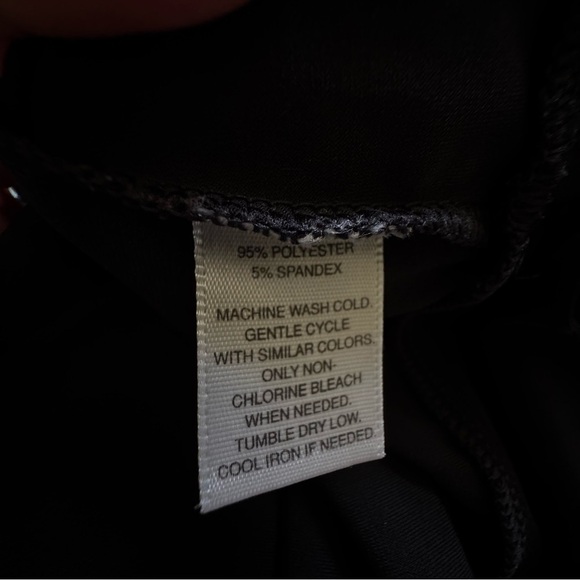 95% POLYESTER
5% SPANDEX
MACHINE WASH COLD.
GENTLE CYCLE
WITH SIMILAR COLORS.
ONLY NON-
CHLORINE BLEACH
WHEN NEEDED.
TUMBLE DRY LOW.
COOL IRON IF NEEDED